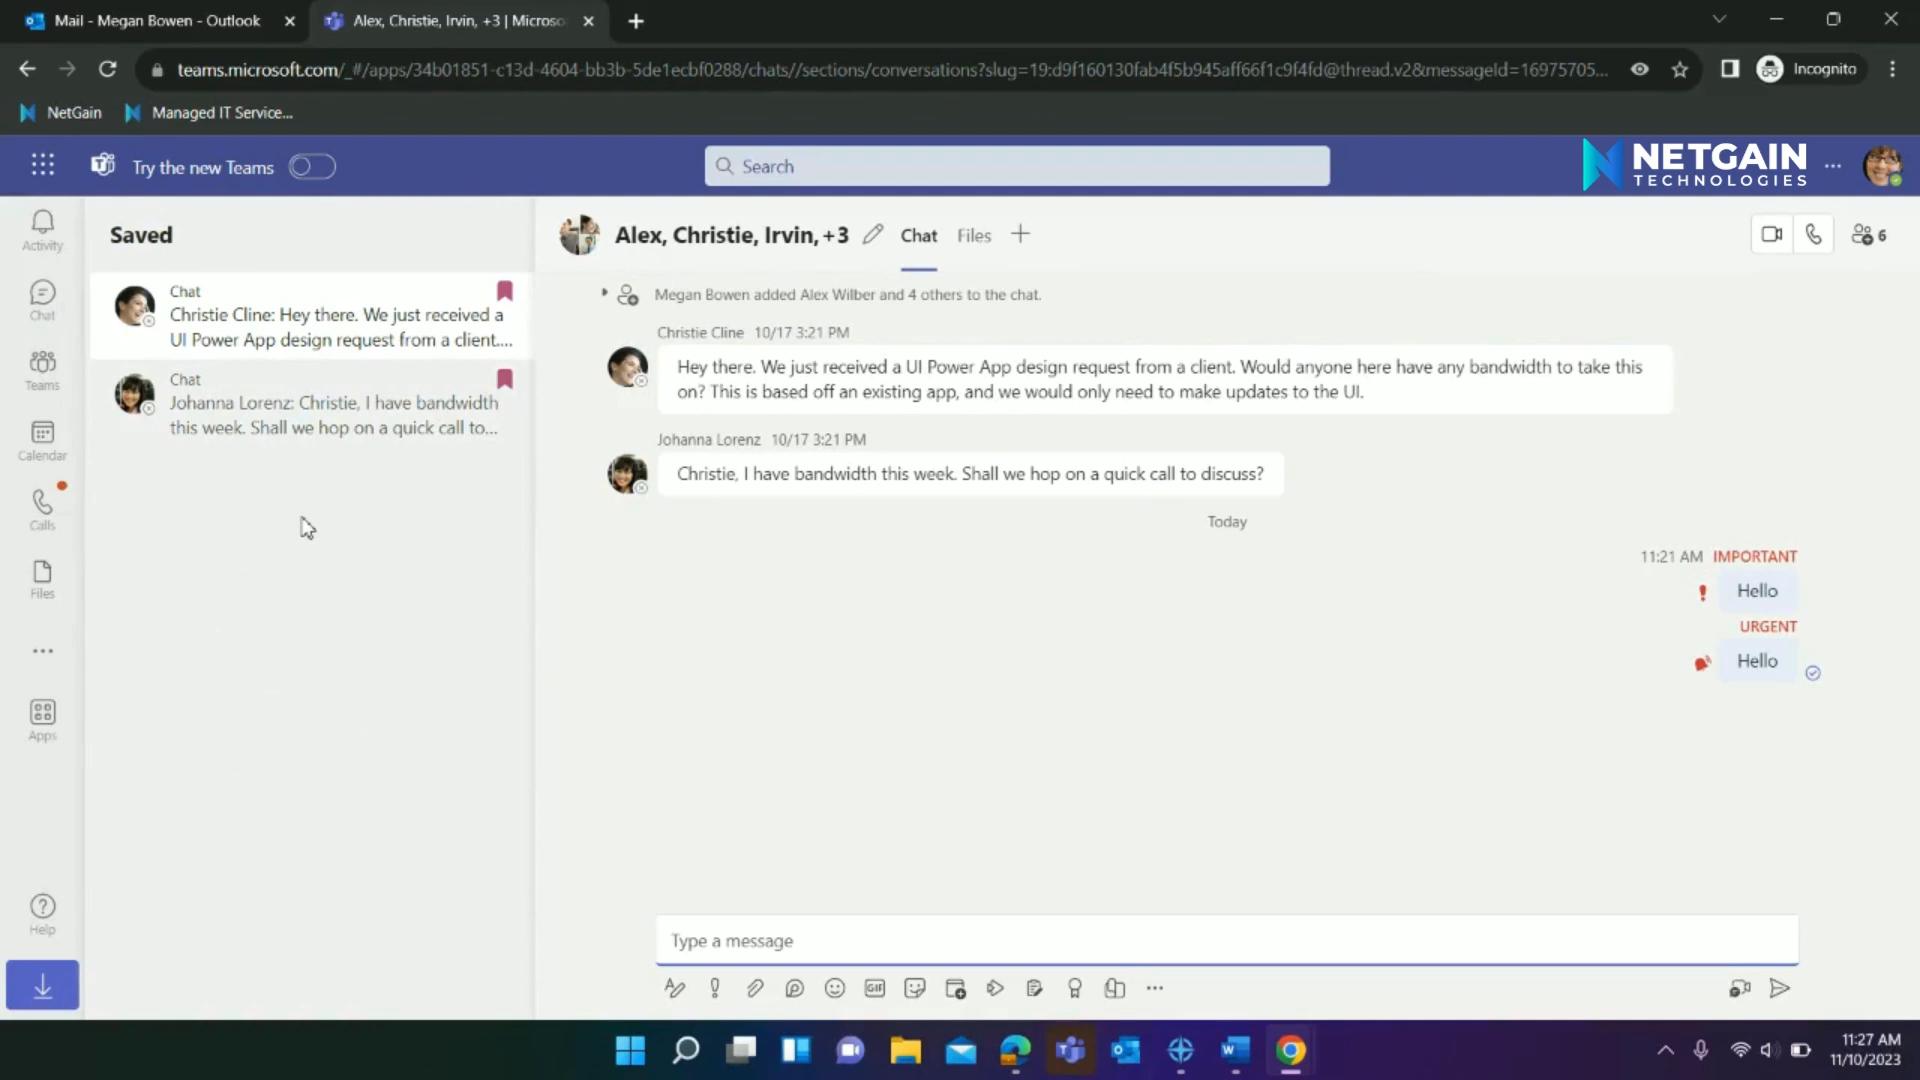 Mail - Megan Bowen - Outlook
Alex, Christie, Irvin, +3 | Microso
teams.microsoft.com/_#/apps/34b01851-c13d-4604-bb3b-5de1ecbf0288/chats//sections/conversations?slug=19:d9f160130fab4f5b945aff66f1c9f4fd@thread.v2&messageId=16975705...
Incognito
NetGain
Managed IT Service...
Try the new Teams
Search
NETGAIN
TECHNOLOGIES
Activity
Chat
Teams
Calendar
Calls
Files
Apps
Help
Saved
Chat
Christie Cline: Hey there. We just received a
UI Power App design request from a client....
Chat
Johanna Lorenz: Christie, I have bandwidth
this week. Shall we hop on a quick call to...
Alex, Christie, Irvin, +3
Chat
Files
6
Megan Bowen added Alex Wilber and 4 others to the chat.
Christie Cline 10/17 3:21 PM
Hey there. We just received a UI Power App design request from a client. Would anyone here have any bandwidth to take this
on? This is based off an existing app, and we would only need to make updates to the UI.
Johanna Lorenz 10/17 3:21 PM
Christie, I have bandwidth this week. Shall we hop on a quick call to discuss?
Today
11:21 AM IMPORTANT
Hello
URGENT
Hello
Type a message
GIF
11:27 AM
11/10/2023